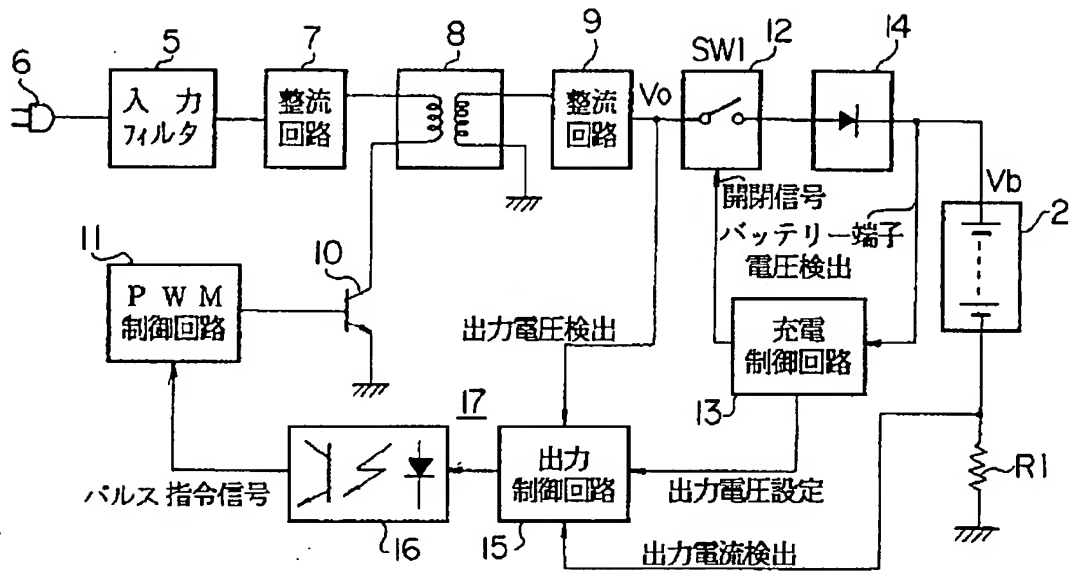 6
5
入 力
フィルタ
7
整流
回路
8
9
整流
回路
Vo
SW1
12
14
開閉信号
バッテリー端子
電圧検出
Vb
2
11
P W M
制御回路
10
出力電圧検出
充電
制御回路
13
17
出力
制御回路
15
16
パルス指令信号
出力電圧設定
出力電流検出
R1